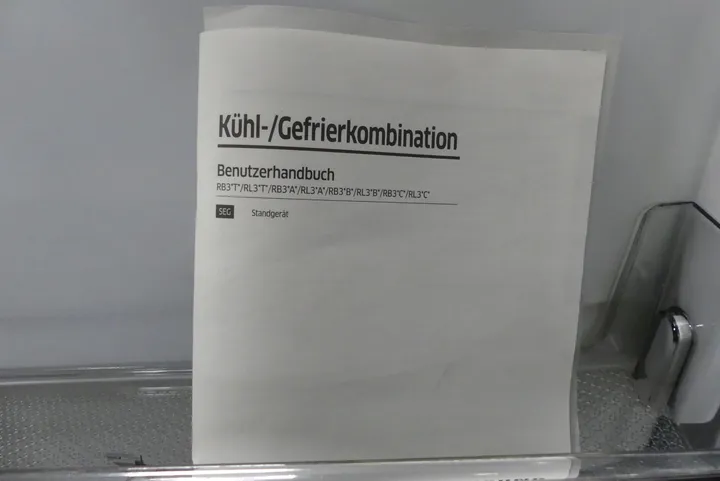 Kühl-/Gefrierkombination
Benutzerhandbuch
RB3*T*/RL3*T*/RB3*A*/RL3*A*/RB3*B*/RL3*B*/RB3*C*/RL3*C*
SEG Standgerät